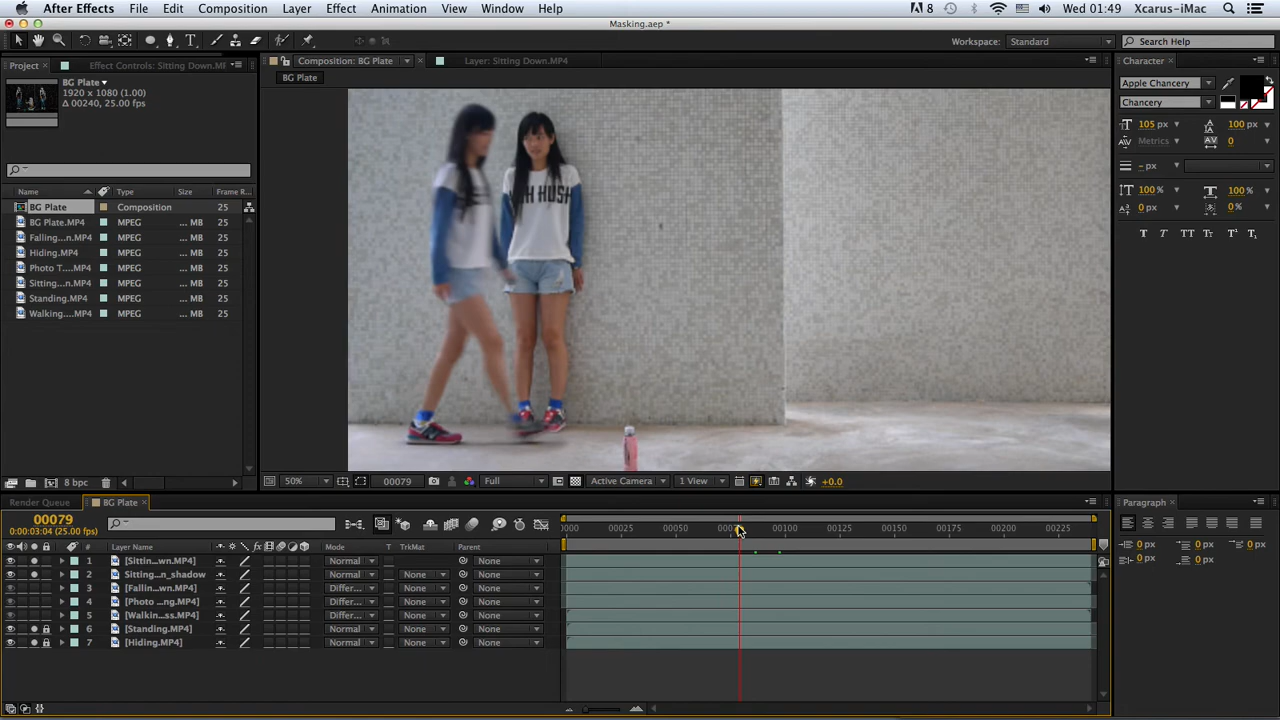 After Effects File Edit Composition Layer Effect Animation View Window Help 8 Wed 01:49 Xcarus-iMac
Masking.aep *
Workspace: Standard Search Help
Project Effect Controls: Sitting Down.MP4 Composition: BG Plate Layer: Sitting Down.MP4 Character
BG Plate
1920 x 1080 (1.00)
Δ 00240, 25.00 fps
BG Plate
Apple Chancery
Chancery
105 px 100 px
Metrics 0
- px
100% 100%
0 px 0 %
T T TT Tr T¹ T₁
Name Type Size Frame R...
BG Plate Composition 25
BG Plate.MP4 MPEG ... MB 25
Falling...n.MP4 MPEG ... MB 25
Hiding.MP4 MPEG ... MB 25
Photo T....MP4 MPEG ... MB 25
Sitting...n.MP4 MPEG ... MB 25
Standing.MP4 MPEG ... MB 25
Walking....MP4 MPEG ... MB 25
HUSH
8 bpc
50% 00079 Full Active Camera 1 View +0.0
Render Queue BG Plate Paragraph
00079
0:00:03:04 (25.00 fps)
0000 00025 00050 00100 00125 00150 00175 00200 00225
0 px 0 px 0 px
0 px 0 px
# Layer Name Mode T TrkMat Parent
1 [Sittin...wn.MP4] Normal None
2 Sitting...n_shadow Normal None None
3 [Fallin...wn.MP4] Differ... None None
4 [Photo ...ng.MP4] Differ... None None
5 [Walkin...ss.MP4] Differ... None None
6 [Standing.MP4] Normal None None
7 [Hiding.MP4] Normal None None